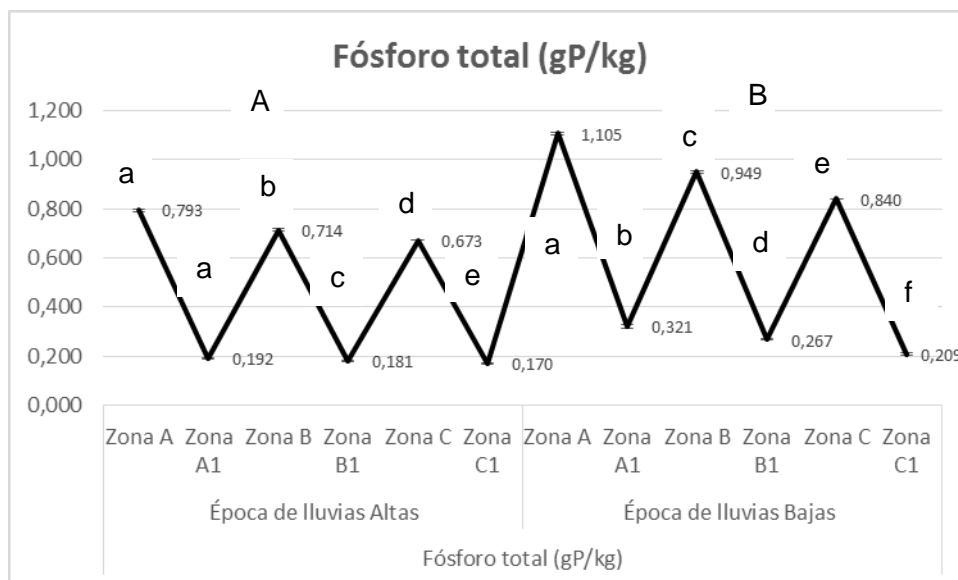 Fósforo total (gP/kg)
1,200
A
B
1,000
1,105
c
a
0,949
e
b
0,800
0,793
d
0,840
0,714
0,673
0,600
a
b
a
c
e
d
0,400
f
0,321
0,267
0,200
0,192
0,181
0,170
0,209
0,000
Zona A Zona A1 Zona B Zona B1 Zona C Zona C1 Zona A Zona A1 Zona B Zona B1 Zona C Zona C1
Época de lluvias Altas Época de lluvias Bajas
Fósforo total (gP/kg)